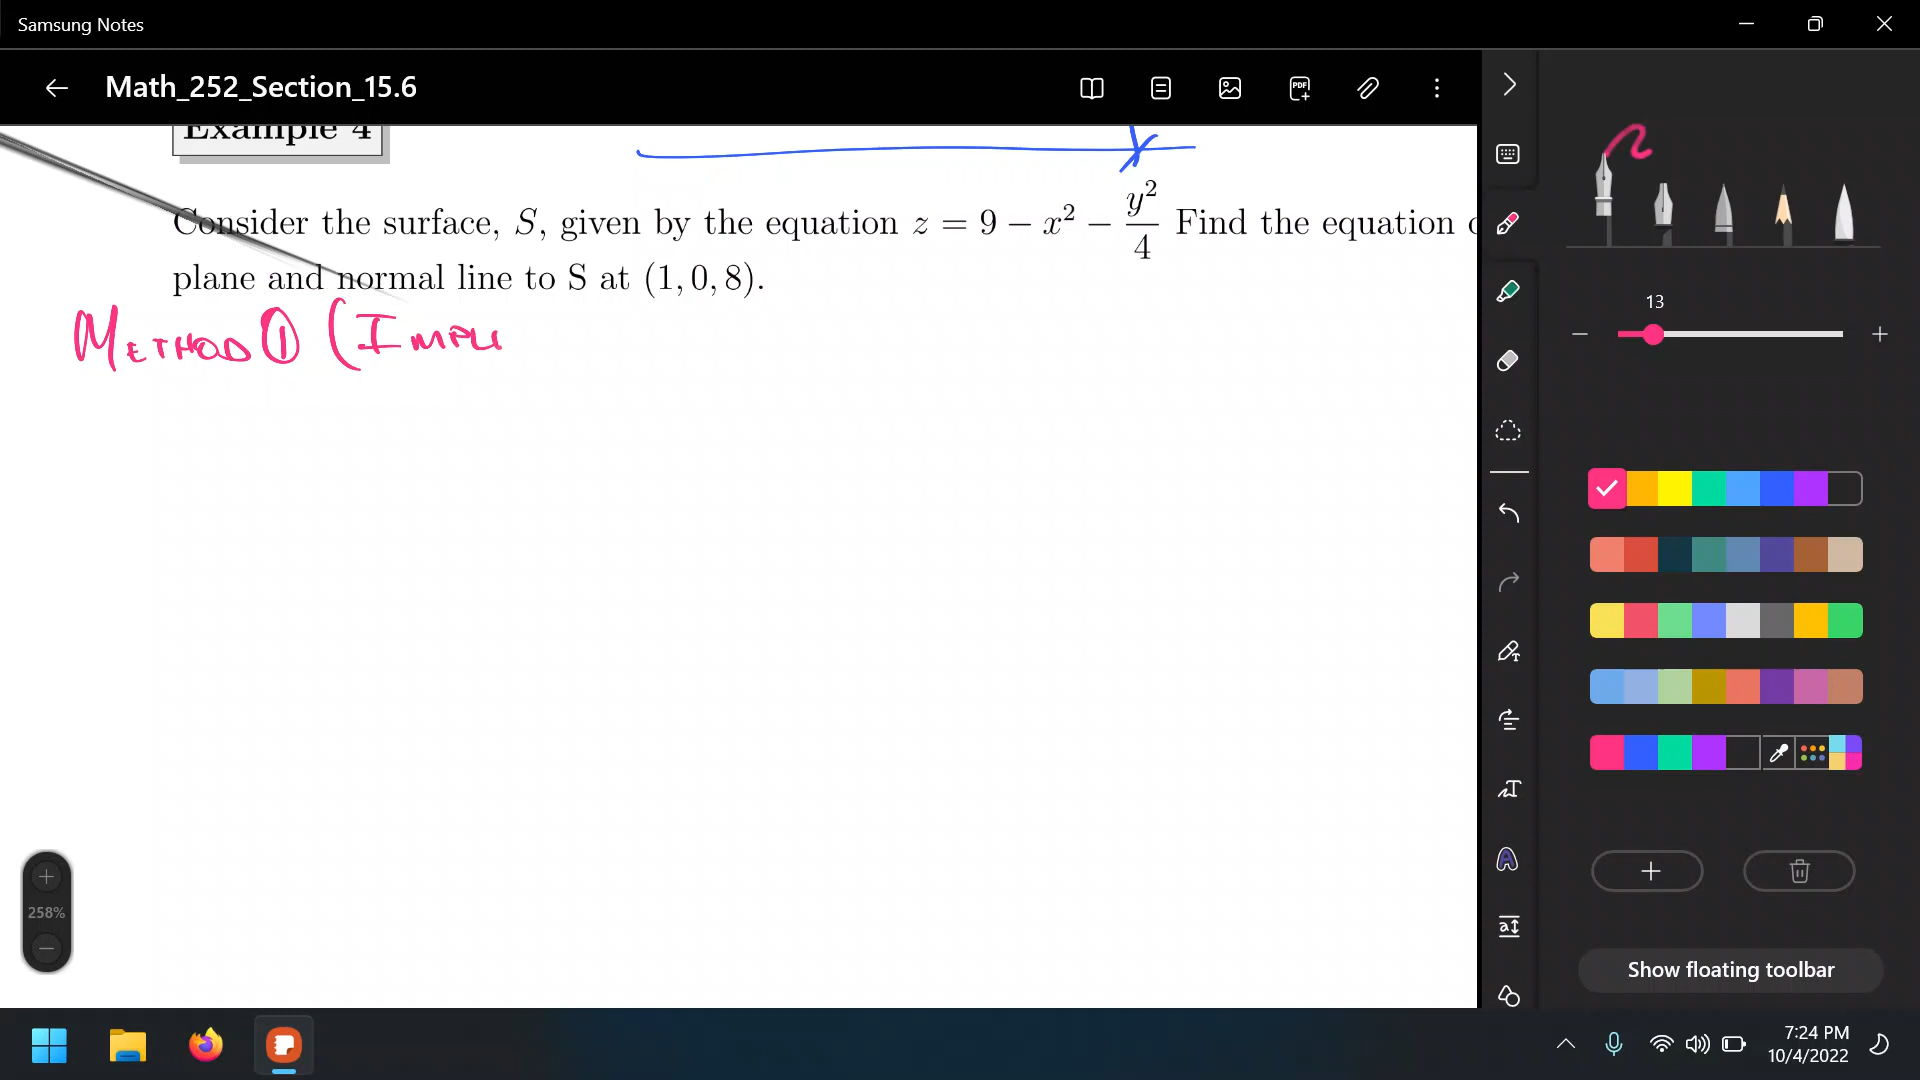 Samsung Notes
Math_252_Section_15.6
Example 4
Consider the surface, S, given by the equation z = 9 − x² − y²/4 Find the equation
plane and normal line to S at (1, 0, 8).
METHOD ① (IMPLI
13
258%
Show floating toolbar
7:24 PM
10/4/2022